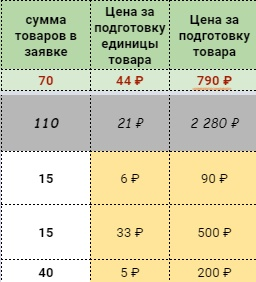 сумма товаров в заявке
Цена за подготовку единицы товара
Цена за подготовку товара
70 44 ₽ 790 ₽
110 21 ₽ 2 280 ₽
15 6 ₽ 90 ₽
15 33 ₽ 500 ₽
40 5 ₽ 200 ₽